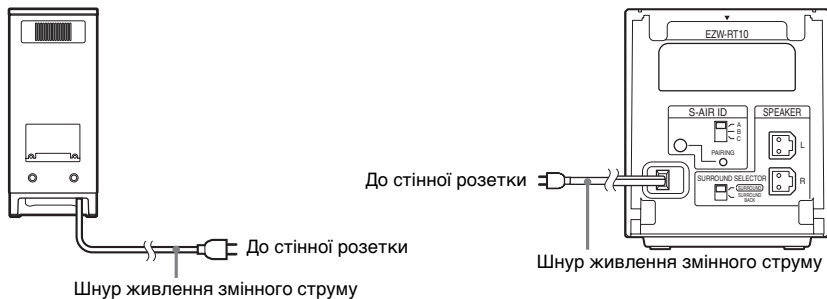 До стінної розетки
Шнур живлення змінного струму
EZW-RT10
S-AIR ID
A
B
C
PAIRING
SPEAKER
L
R
SURROUND SELECTOR
SURROUND
SURROUND
BACK
До стінної розетки
Шнур живлення змінного струму